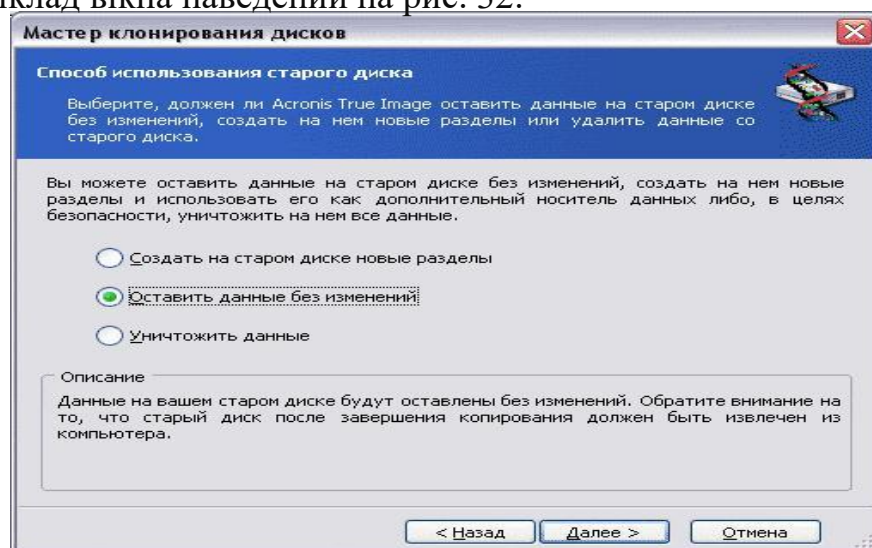 вікна наведений на рис. 32.
Мастер клонирования дисков
Способ использования старого диска
Выберите, должен ли Acronis True Image оставить данные на старом диске
без изменений, создать на нем новые разделы или удалить данные со
старого диска.
Вы можете оставить данные на старом диске без изменений, создать на нем новые
разделы и использовать его как дополнительный носитель данных либо, в целях
безопасности, уничтожить на нем все данные.
Создать на старом диске новые разделы
Оставить данные без изменений
Уничтожить данные
Описание
Данные на вашем старом диске будут оставлены без изменений. Обратите внимание на
то, что старый диск после завершения копирования должен быть извлечен из
компьютера.
< Назад
Далее >
Отмена